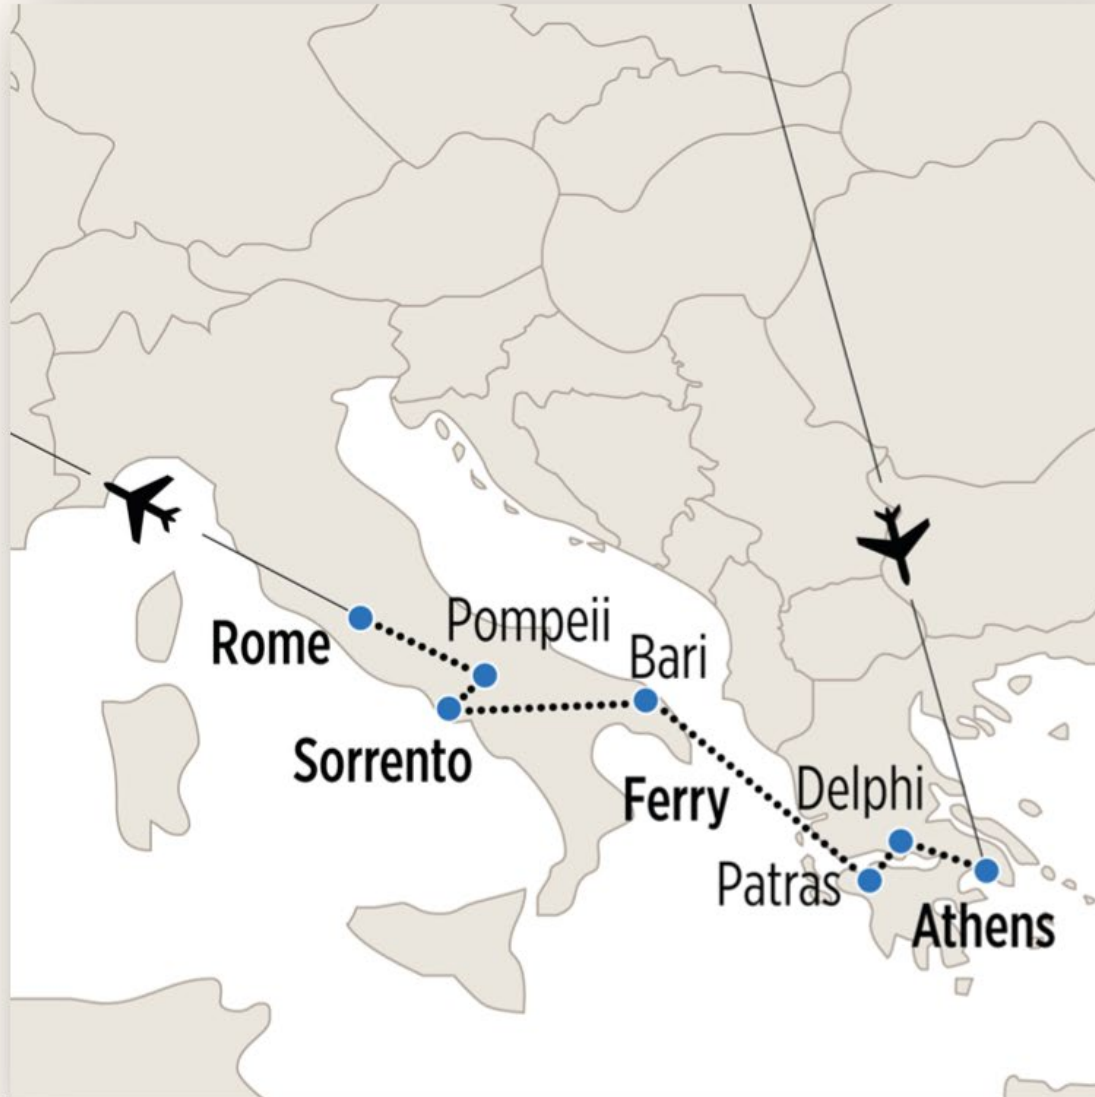 Pompeii
Rome
Bari
Sorrento
Ferry
Delphi
Patras
Athens